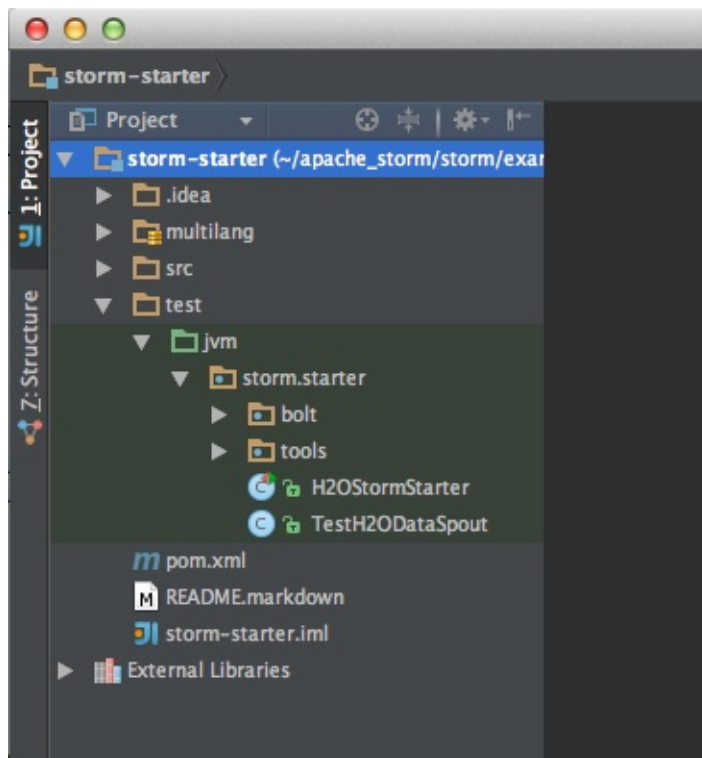 storm-starter
1: Project
Z: Structure
Project
storm-starter (~/apache_storm/storm/exar
.idea
multilang
src
test
jvm
storm.starter
bolt
tools
C H2OStormStarter
C TestH2ODataSpout
m pom.xml
M README.markdown
storm-starter.iml
External Libraries